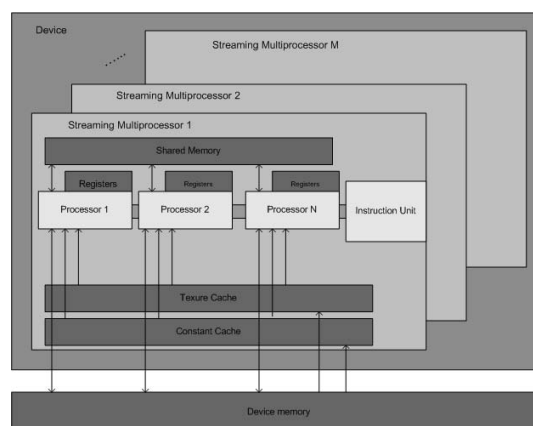 Device
Streaming Multiprocessor M
Streaming Multiprocessor 2
Streaming Multiprocessor 1
Shared Memory
Registers
Registers
Registers
Processor 1
Processor 2
Processor N
Instruction Unit
Texure Cache
Constant Cache
Device memory